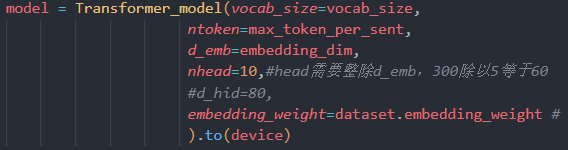 model = Transformer_model(vocab_size=vocab_size,
ntoken=max_token_per_sent,
d_emb=embedding_dim,
nhead=10,#head需要整除d_emb，300除以5等于60
#d_hid=80,
embedding_weight=dataset.embedding_weight #
).to(device)